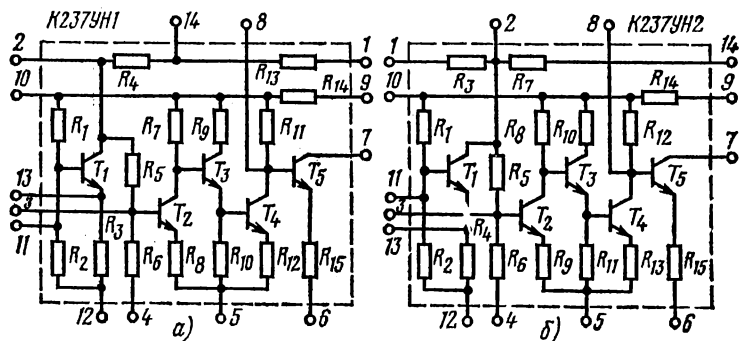 К237УН1 14 8
2 1
R4 R13
10 R14 9
R1 R7 R9 R11
7
T1 R5 T3 T5
13
3 T2 T4
11
R2 R3 R6 R8 R10 R12 R15
12 4 5 6
а)
2 8 К237УН2
1 14
R3 R7
10 R14 9
R1 R8 R10 R12
7
T1 R5 T3 T5
11
3 T2 T4
13
R2 R4 R6 R9 R11 R13 R15
12 4 5 6
б)